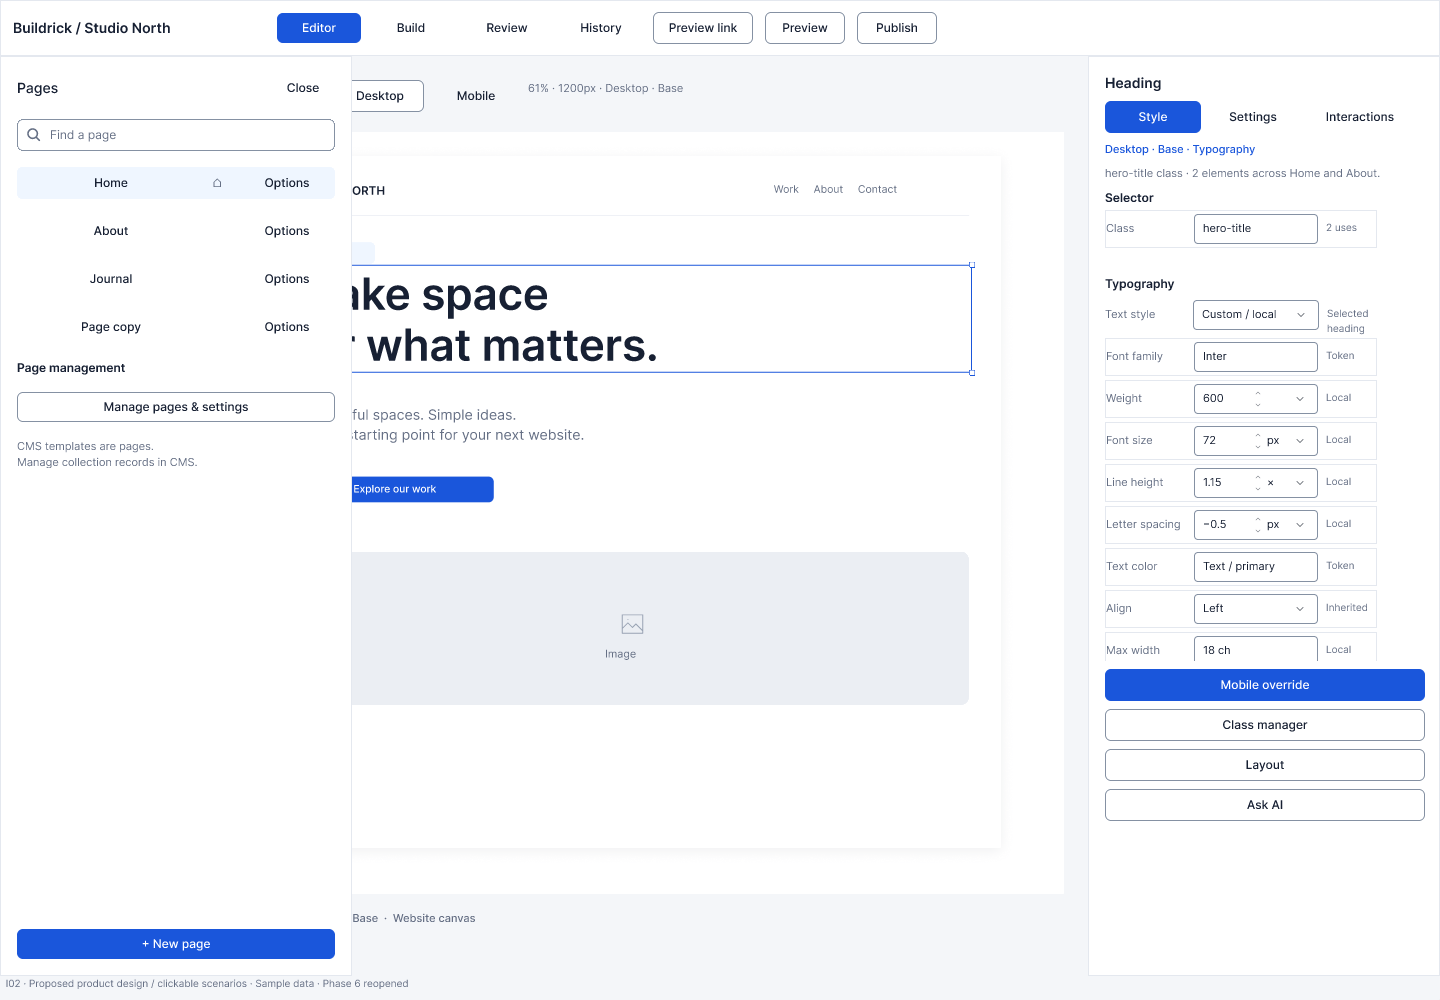 Buildrick / Studio North
Editor
Build
Review
History
Preview link
Preview
Publish
Pages
Close
Find a page
Home
Options
About
Options
Journal
Options
Page copy
Options
Page management
Manage pages & settings
CMS templates are pages.
Manage collection records in CMS.
+ New page
Desktop
Mobile
61% · 1200px · Desktop · Base
ORTH
Work
About
Contact
ake space
r what matters.
ful spaces. Simple ideas.
starting point for your next website.
Explore our work
Image
Base · Website canvas
Heading
Style
Settings
Interactions
Desktop · Base · Typography
hero-title class · 2 elements across Home and About.
Selector
Class
hero-title
2 uses
Typography
Text style
Custom / local
Selected
heading
Font family
Inter
Token
Weight
600
Local
Font size
72
px
Local
Line height
1.15
×
Local
Letter spacing
−0.5
px
Local
Text color
Text / primary
Token
Align
Left
Inherited
Max width
18 ch
Local
Mobile override
Class manager
Layout
Ask AI
I02 · Proposed product design / clickable scenarios · Sample data · Phase 6 reopened